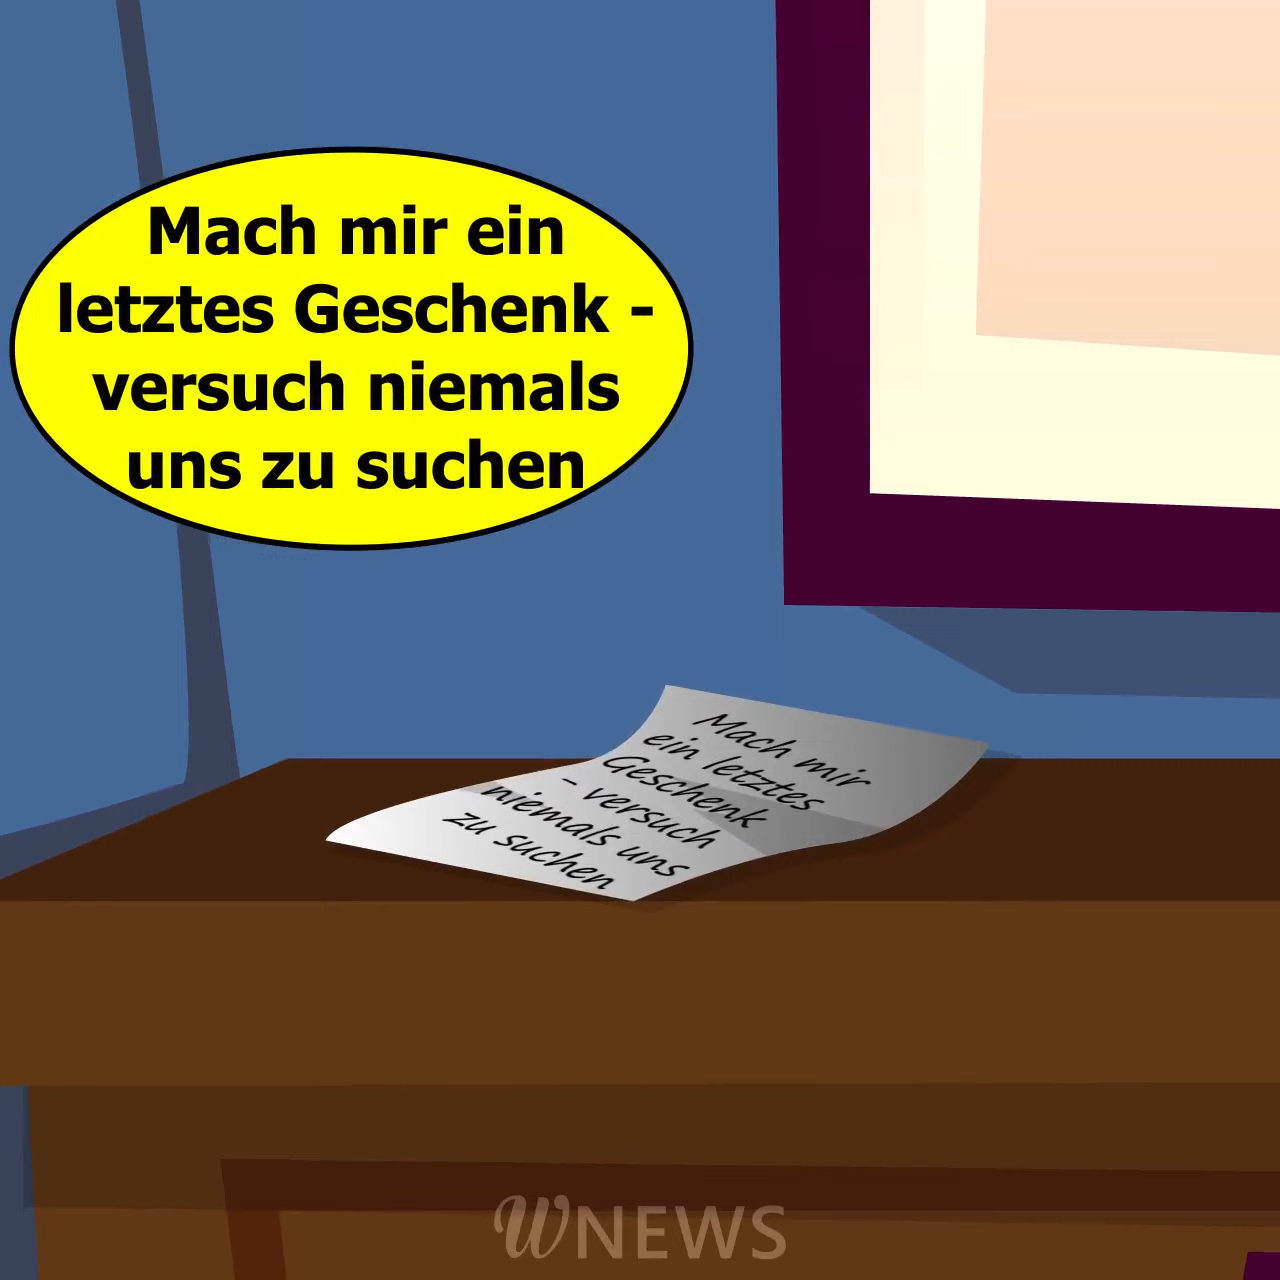 Mach mir ein
letztes Geschenk -
versuch niemals
uns zu suchen
Mach mir
ein letztes
Geschenk
- versuch
niemals uns
zu suchen
WNEWS